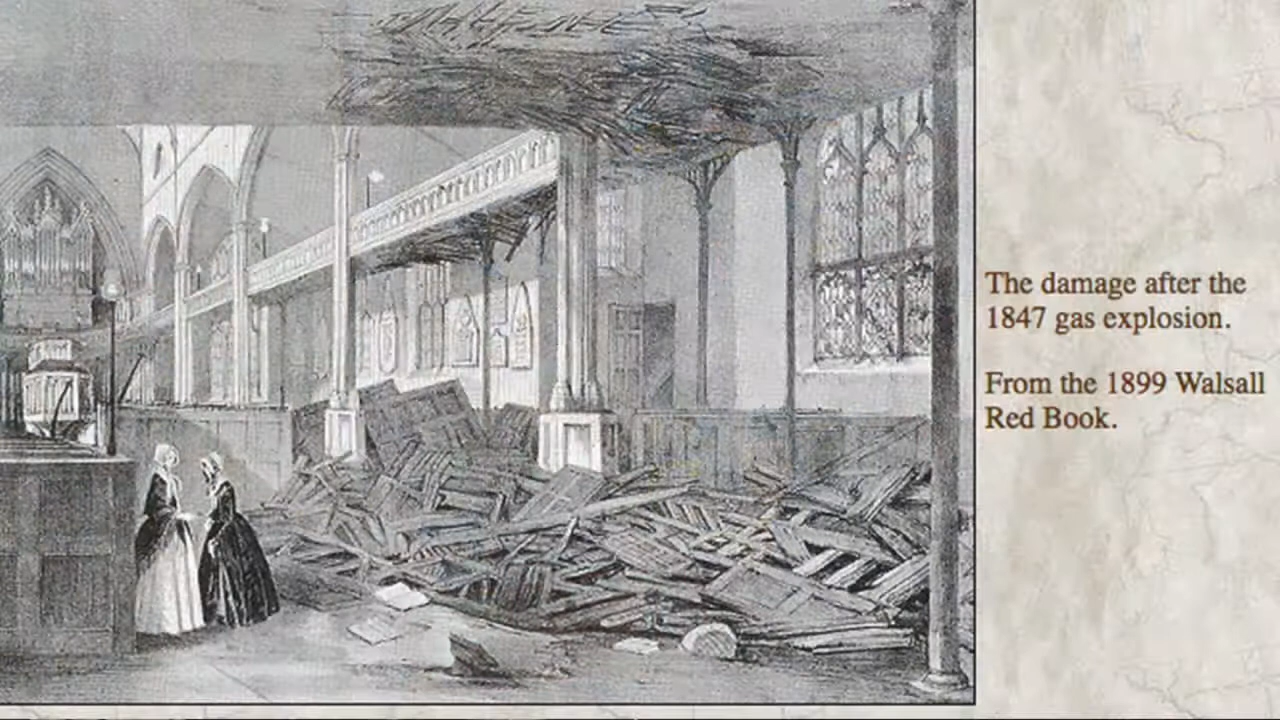 The damage after the
1847 gas explosion.
From the 1899 Walsall
Red Book.